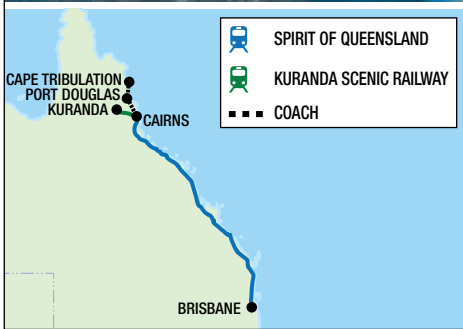 SPIRIT OF QUEENSLAND
KURANDA SCENIC RAILWAY
COACH
CAPE TRIBULATION
PORT DOUGLAS
KURANDA
CAIRNS
BRISBANE